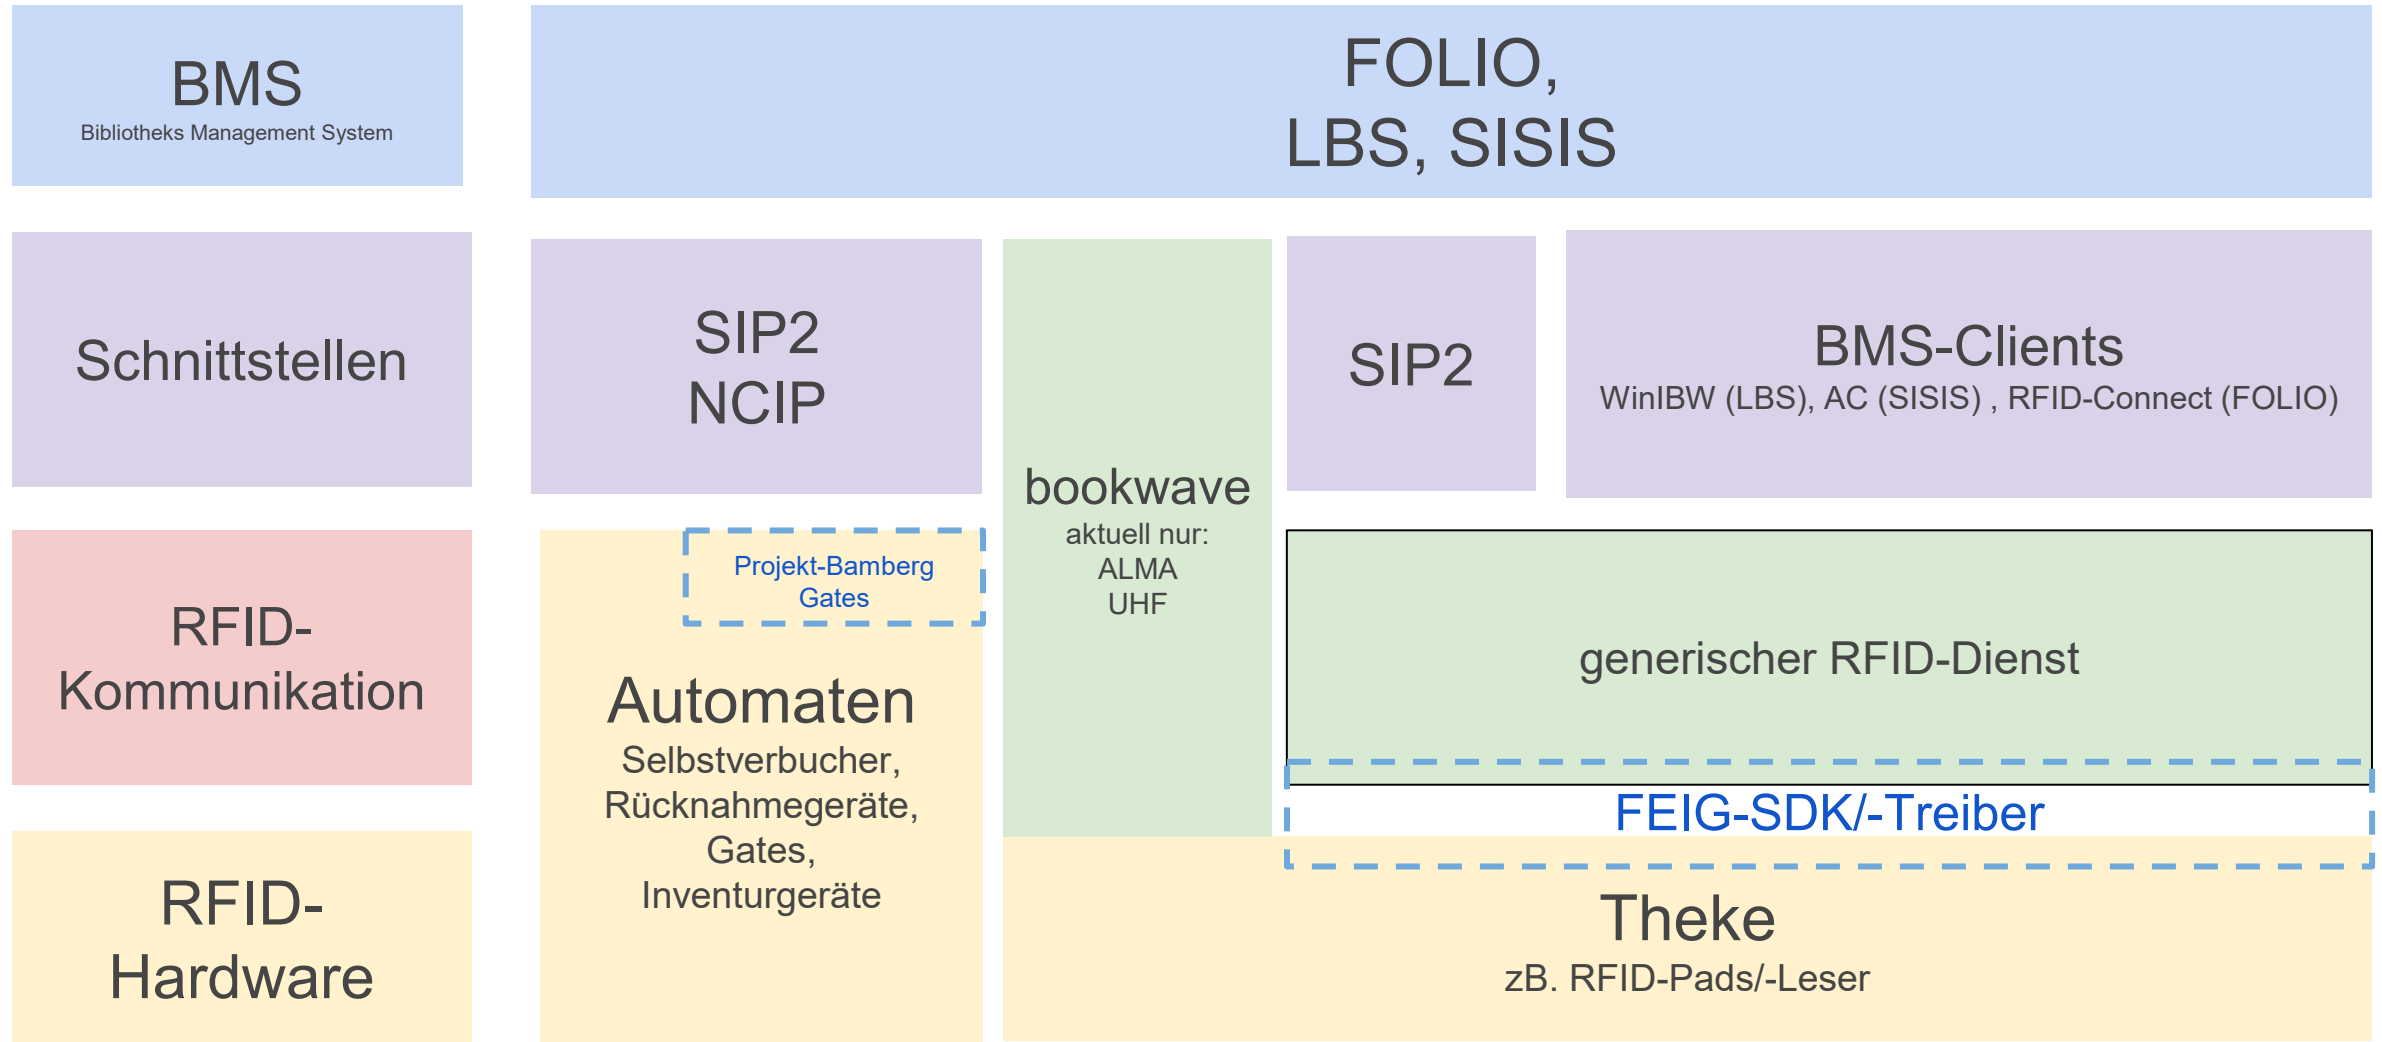 BMS
Bibliotheks Management System
FOLIO,
LBS, SISIS
Schnittstellen
SIP2
NCIP
bookwave
aktuell nur:
ALMA
UHF
SIP2
BMS-Clients
WinIBW (LBS), AC (SISIS) , RFID-Connect (FOLIO)
RFID-
Kommunikation
Projekt-Bamberg
Gates
Automaten
Selbstverbucher,
Rücknahmegeräte,
Gates,
Inventurgeräte
generischer RFID-Dienst
FEIG-SDK/-Treiber
RFID-
Hardware
Theke
zB. RFID-Pads/-Leser